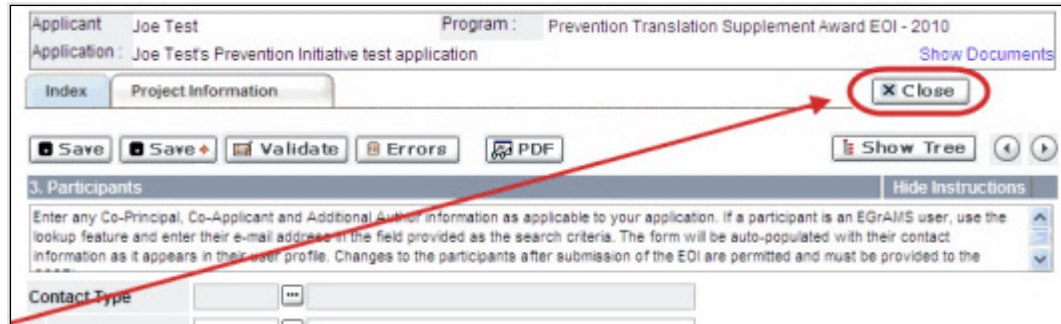 Applicant Joe Test Program : Prevention Translation Supplement Award EOI - 2010
Application : Joe Test's Prevention Initiative test application Show Documents
Index Project Information Close
Save Save Validate Errors PDF Show Tree
3. Participants Hide Instructions
Enter any Co-Principal, Co-Applicant and Additional Author information as applicable to your application. If a participant is an EGrAMS user, use the
lookup feature and enter their e-mail address in the field provided as the search criteria. The form will be auto-populated with their contact
information as it appears in their user profile. Changes to the participants after submission of the EOI are permitted and must be provided to the
Contact Type